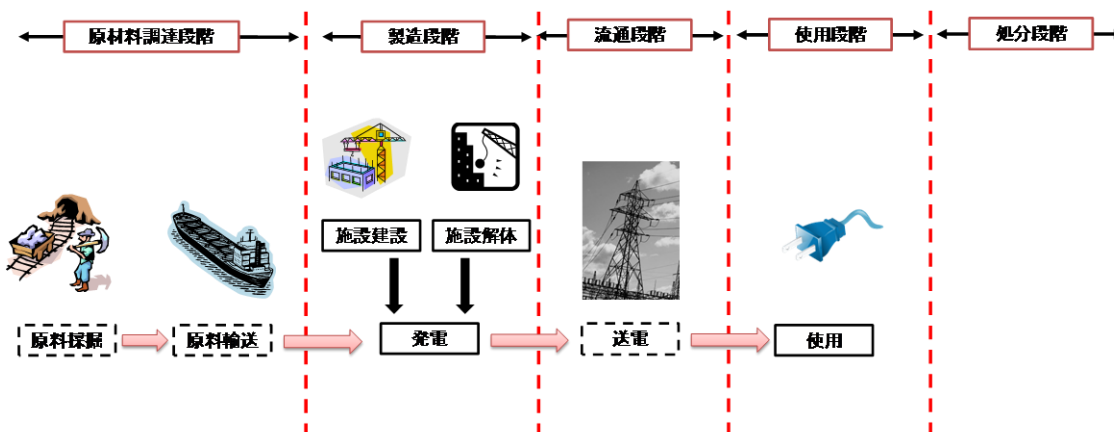 原材料調達段階
製造段階
流通段階
使用段階
処分段階
施設建設
施設解体
原料採掘
原料輸送
発電
送電
使用